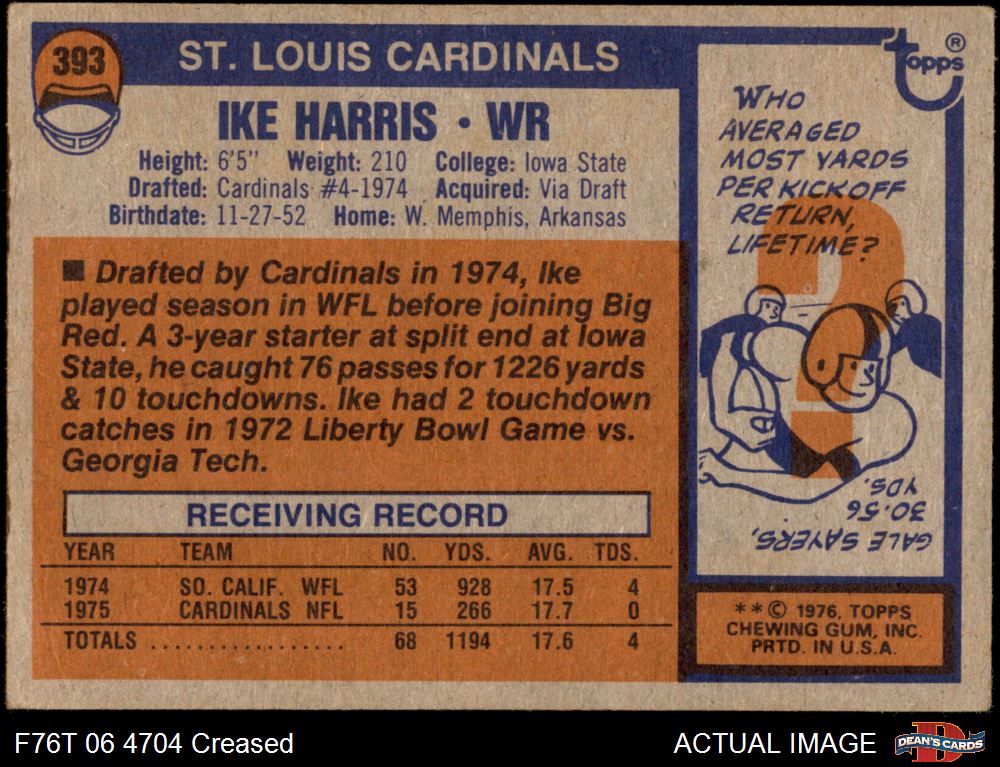 393
ST. LOUIS CARDINALS
IKE HARRIS • WR
Height: 6'5" Weight: 210 College: Iowa State
Drafted: Cardinals #4-1974 Acquired: Via Draft
Birthdate: 11-27-52 Home: W. Memphis, Arkansas
■ Drafted by Cardinals in 1974, Ike
played season in WFL before joining Big
Red. A 3-year starter at split end at Iowa
State, he caught 76 passes for 1226 yards
& 10 touchdowns. Ike had 2 touchdown
catches in 1972 Liberty Bowl Game vs.
Georgia Tech.
RECEIVING RECORD
YEAR TEAM NO. YDS. AVG. TDS.
1974 SO. CALIF. WFL 53 928 17.5 4
1975 CARDINALS NFL 15 266 17.7 0
TOTALS .................. 68 1194 17.6 4
topps ®
WHO
AVERAGED
MOST YARDS
PER KICKOFF
RETURN,
LIFETIME?
GALE SAYERS,
30.56
YDS.
**© 1976, TOPPS
CHEWING GUM, INC.
PRTD. IN U.S.A.
F76T 06 4704 Creased
ACTUAL IMAGE
D
DEAN'S CARDS